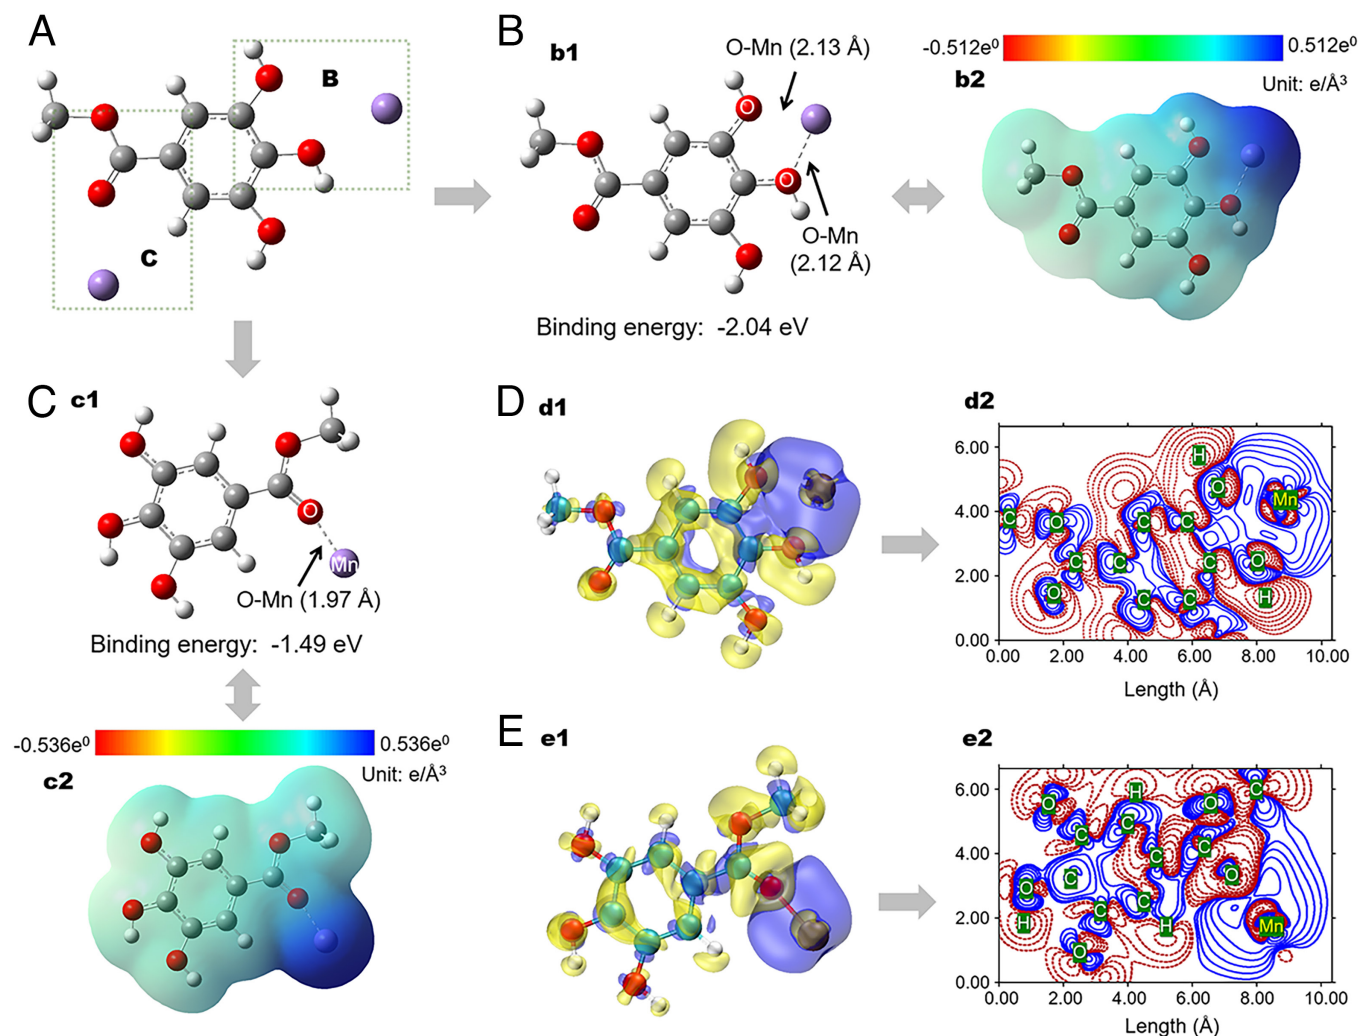 A
B
C
B
b1
O-Mn (2.13 Å)
O
O
O-Mn
(2.12 Å)
Binding energy: -2.04 eV
-0.512e⁰
0.512e⁰
b2
Unit: e/Å³
C
c1
O
Mn
O-Mn (1.97 Å)
Binding energy: -1.49 eV
-0.536e⁰
0.536e⁰
c2
Unit: e/Å³
D
d1
d2
6.00
4.00
2.00
0.00
H
O
Mn
C
C
C
C
C
C
C
C
O
O
C
C
H
0.00
2.00
4.00
6.00
8.00
10.00
Length (Å)
E
e1
e2
6.00
4.00
2.00
0.00
H
C
O
O
C
C
C
C
C
O
C
O
C
C
H
H
Mn
O
0.00
2.00
4.00
6.00
8.00
10.00
Length (Å)